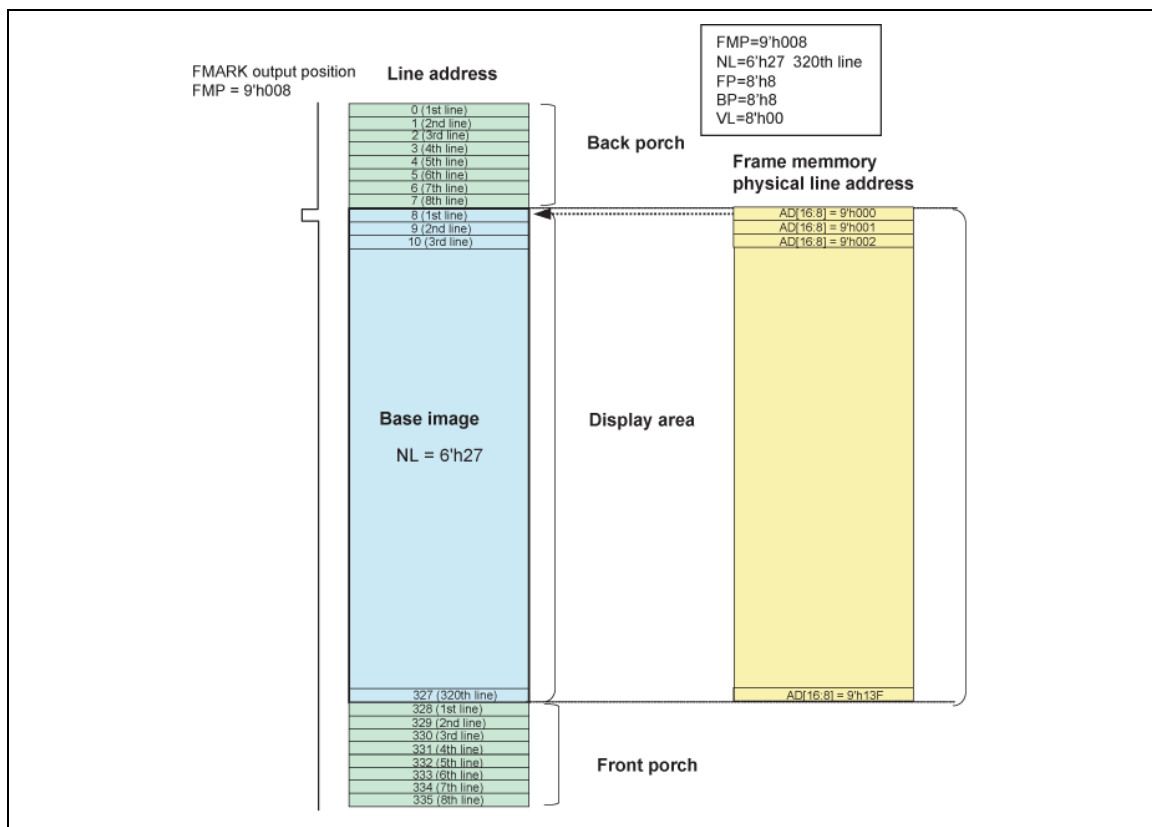 FMARK output position
FMP = 9'h008
Line address
FMP=9'h008
NL=6'h27 320th line
FP=8'h8
BP=8'h8
VL=8'h00
0 (1st line)
1 (2nd line)
2 (3rd line)
3 (4th line)
4 (5th line)
5 (6th line)
6 (7th line)
7 (8th line)
Back porch
Frame memmory
physical line address
8 (1st line)
9 (2nd line)
10 (3rd line)
AD[16:8] = 9'h000
AD[16:8] = 9'h001
AD[16:8] = 9'h002
Base image
NL = 6'h27
Display area
327 (320th line)
AD[16:8] = 9'h13F
328 (1st line)
329 (2nd line)
330 (3rd line)
331 (4th line)
332 (5th line)
333 (6th line)
334 (7th line)
335 (8th line)
Front porch